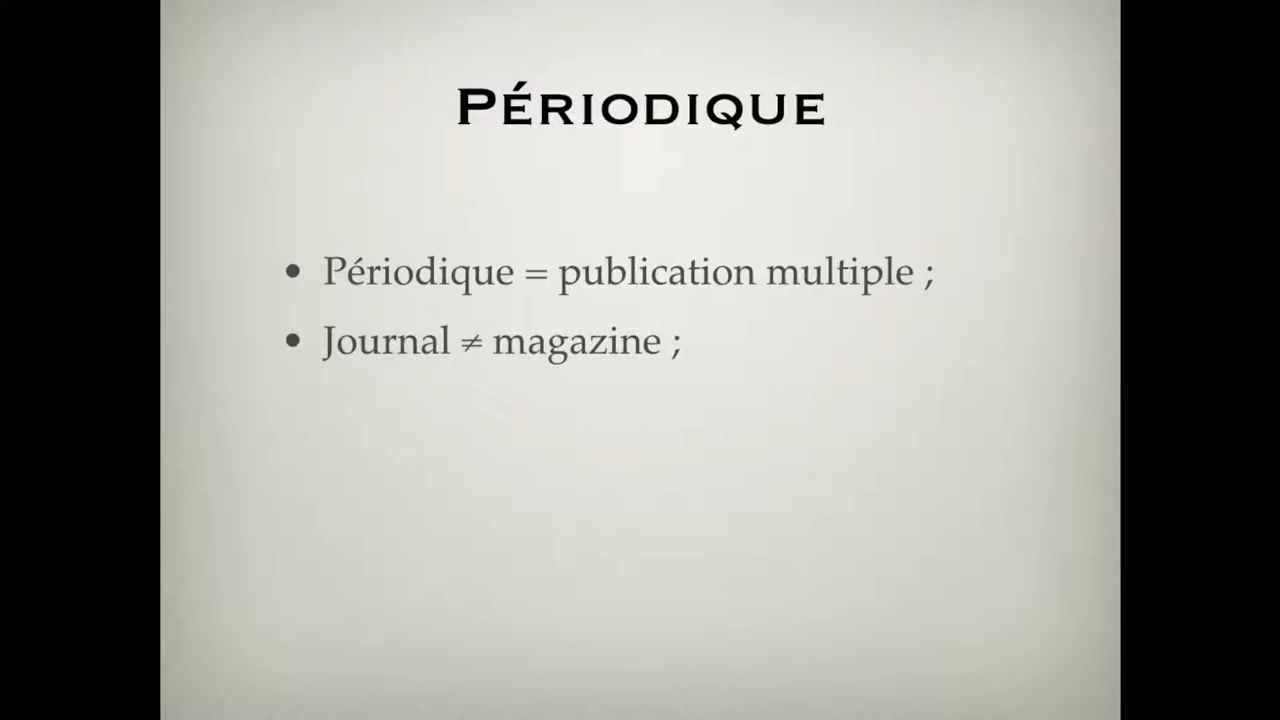 Périodique
• Périodique = publication multiple ;
• Journal ≠ magazine ;